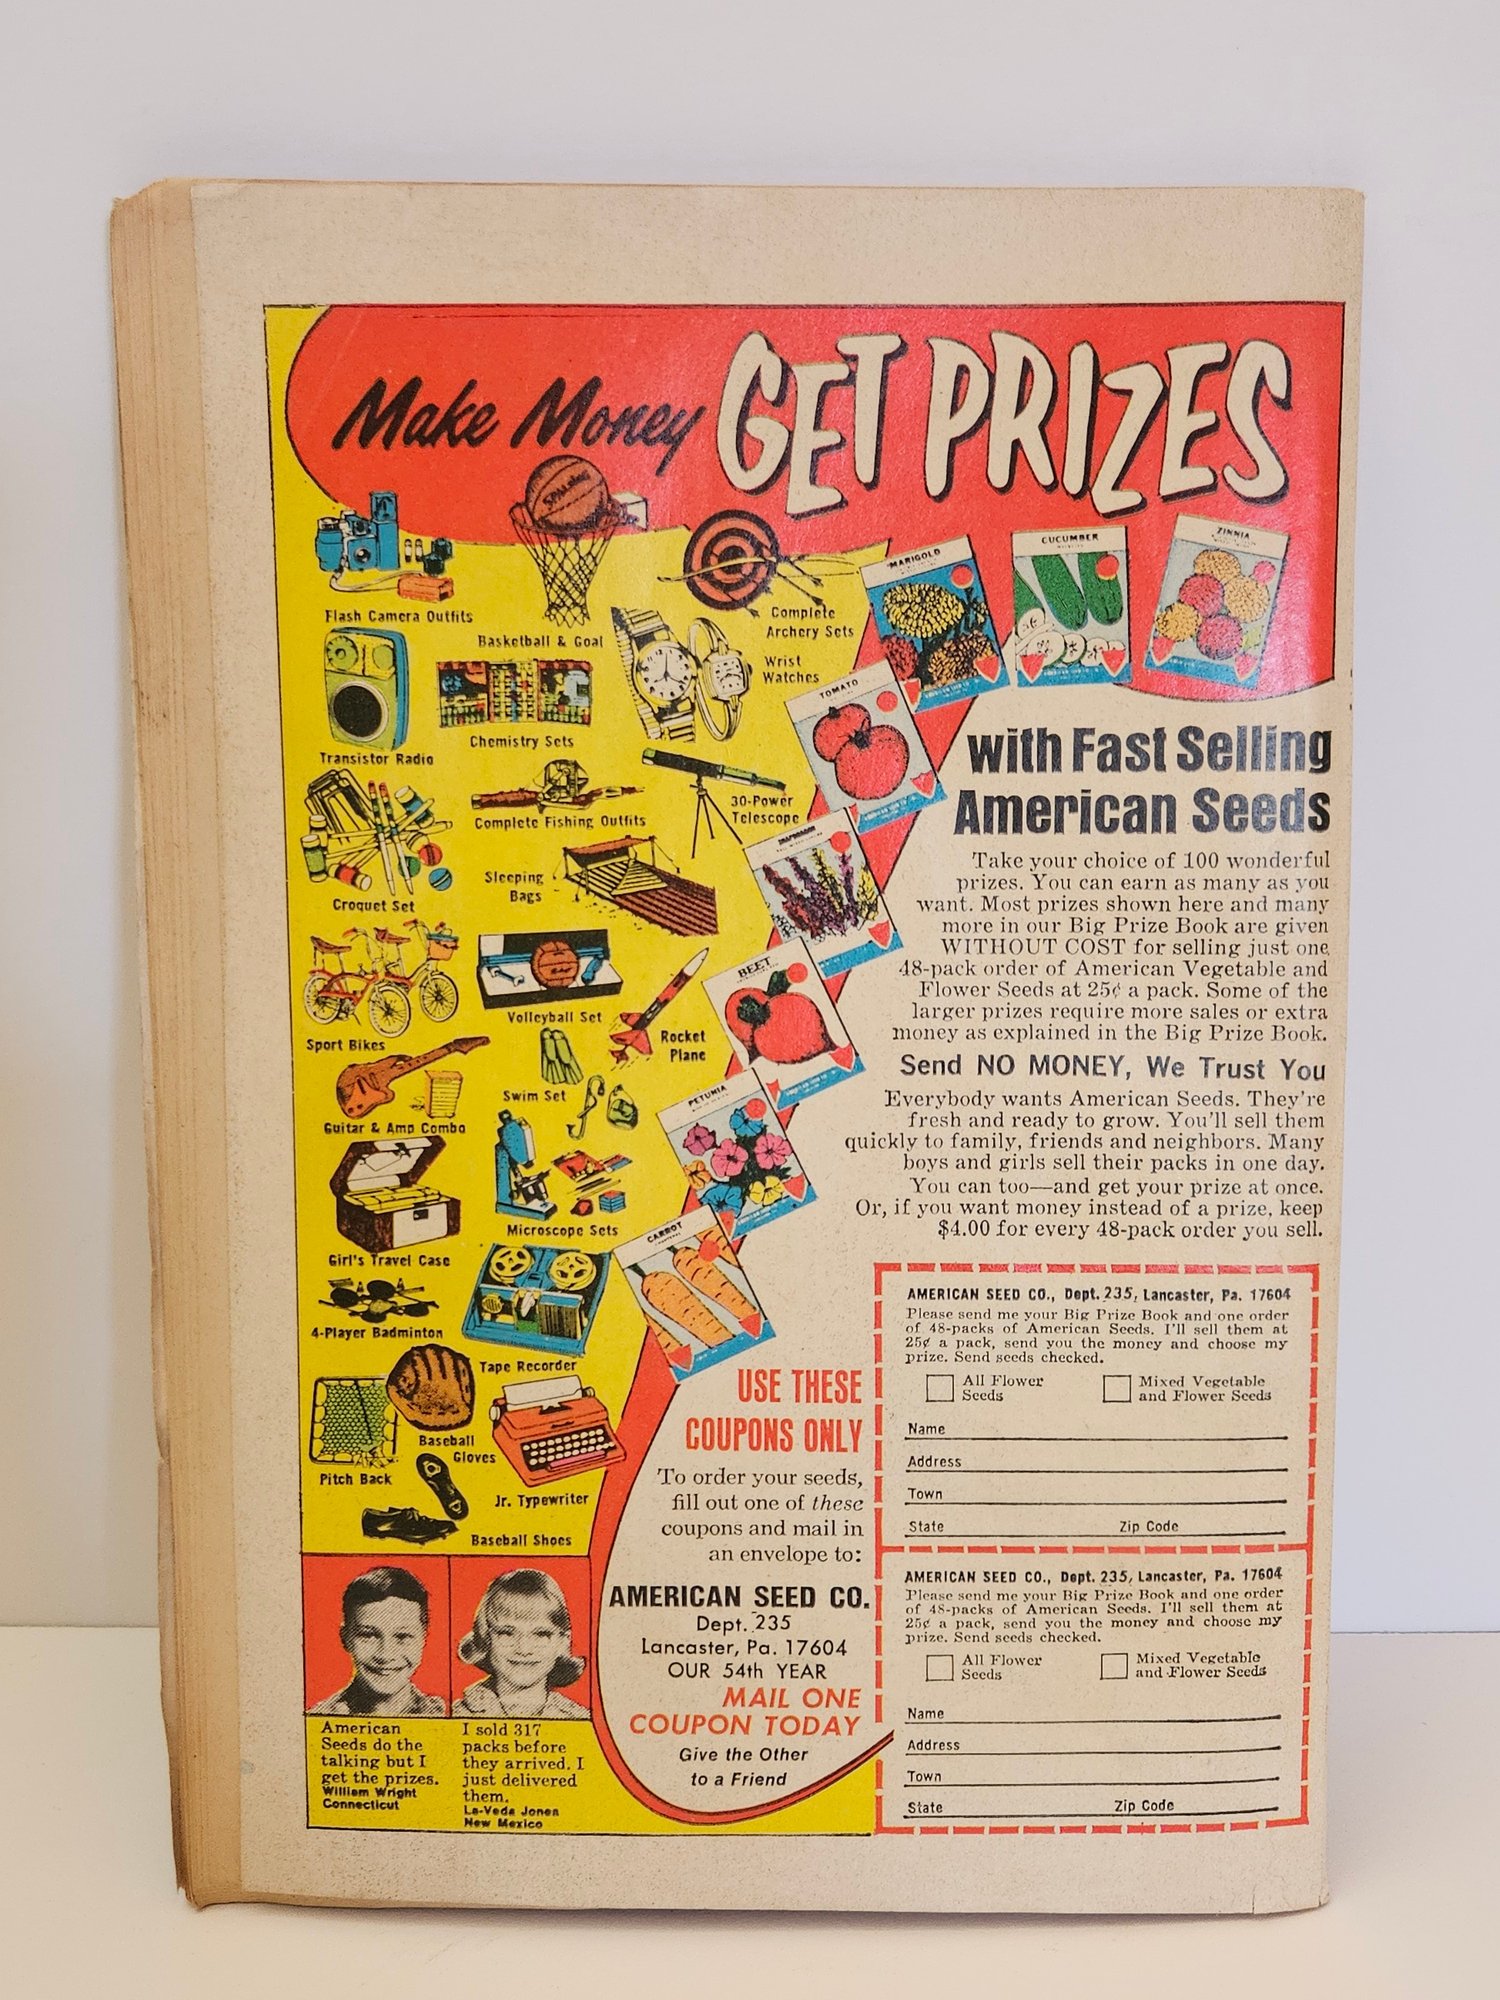 Make Money GET PRIZES
SPALDING
Flash Camera Outfits
Basketball & Goal
Complete
Archery Sets
Wrist
Watches
Transistor Radio
Chemistry Sets
Complete Fishing Outfits
30-Power
Telescope
Croquet Set
Sleeping
Bags
Sport Bikes
Volleyball Set
Rocket
Plane
Guitar & Amp Combo
Swim Set
Girl's Travel Case
Microscope Sets
4-Player Badminton
Tape Recorder
Pitch Back
Baseball
Gloves
Jr. Typewriter
Baseball Shoes
MARIGOLD
CUCUMBER
ZINNIA
TOMATO
SNAPDRAGON
BEET
PETUNIA
CARROT
with Fast Selling
American Seeds
Take your choice of 100 wonderful
prizes. You can earn as many as you
want. Most prizes shown here and many
more in our Big Prize Book are given
WITHOUT COST for selling just one,
48-pack order of American Vegetable and
Flower Seeds at 25¢ a pack. Some of the
larger prizes require more sales or extra
money as explained in the Big Prize Book.
Send NO MONEY, We Trust You
Everybody wants American Seeds. They're
fresh and ready to grow. You'll sell them
quickly to family, friends and neighbors. Many
boys and girls sell their packs in one day.
You can too—and get your prize at once.
Or, if you want money instead of a prize, keep
$4.00 for every 48-pack order you sell.
USE THESE
COUPONS ONLY
To order your seeds,
fill out one of these
coupons and mail in
an envelope to:
AMERICAN SEED CO.
Dept. 235
Lancaster, Pa. 17604
OUR 54th YEAR
MAIL ONE
COUPON TODAY
Give the Other
to a Friend
AMERICAN SEED CO., Dept. 235, Lancaster, Pa. 17604
Please send me your Big Prize Book and one order
of 48-packs of American Seeds. I'll sell them at
25¢ a pack, send you the money and choose my
prize. Send seeds checked.
All Flower
Seeds
Mixed Vegetable
and Flower Seeds
Name
Address
Town
State Zip Code
AMERICAN SEED CO., Dept. 235, Lancaster, Pa. 17604
Please send me your Big Prize Book and one order
of 48-packs of American Seeds. I'll sell them at
25¢ a pack, send you the money and choose my
prize. Send seeds checked.
All Flower
Seeds
Mixed Vegetable
and Flower Seeds
Name
Address
Town
State Zip Code
American
Seeds do the
talking but I
get the prizes.
William Wright
Connecticut
I sold 317
packs before
they arrived. I
just delivered
them.
La-Veda Jones
New Mexico